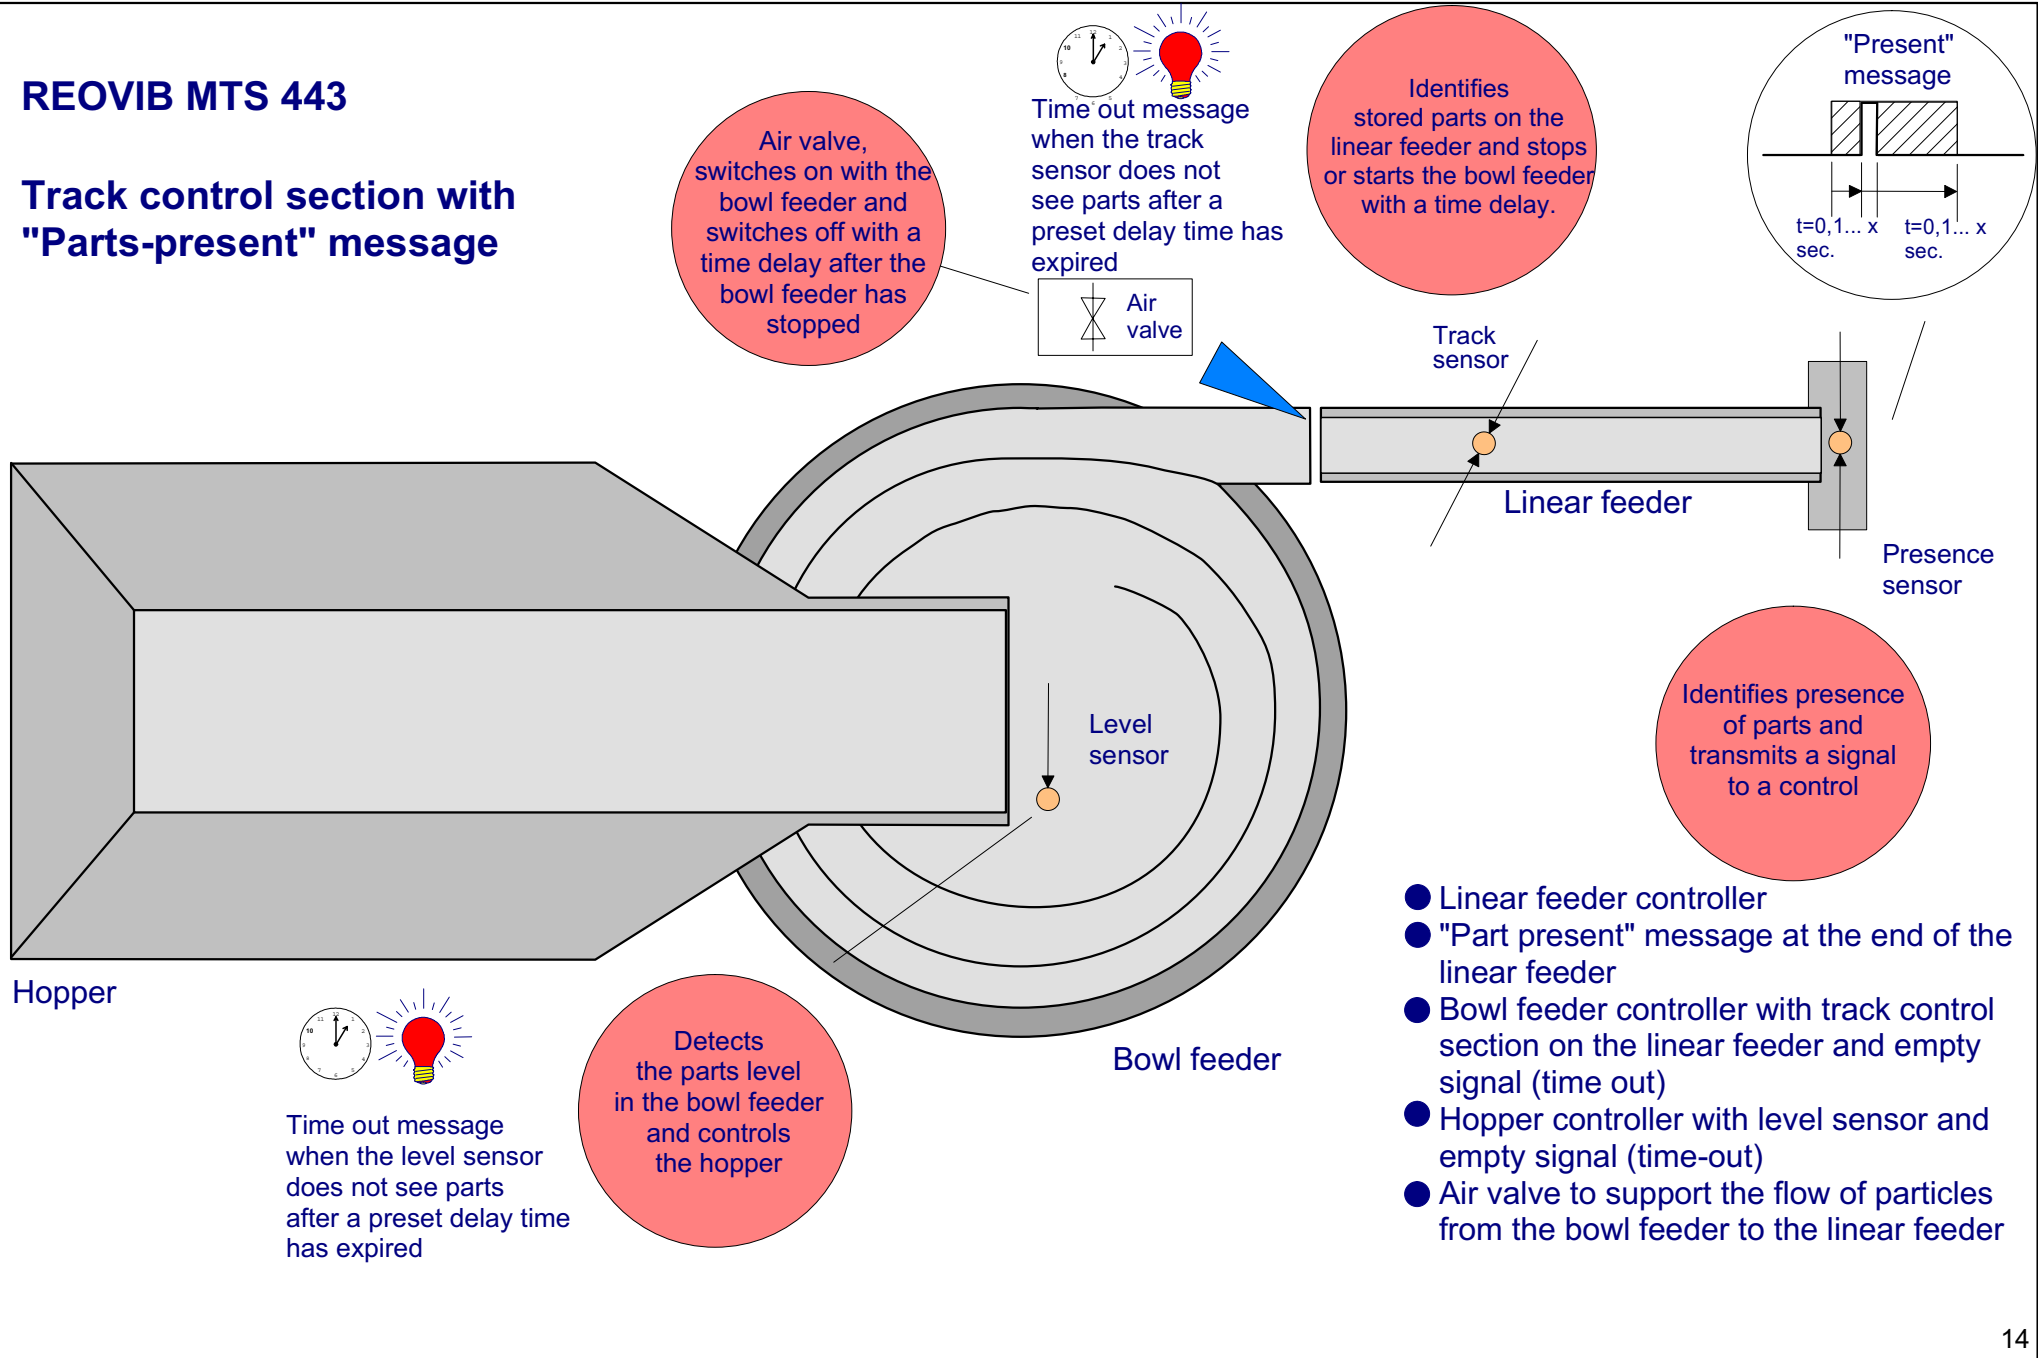 REOVIB MTS 443
Track control section with
"Parts-present" message
Air valve,
switches on with the
bowl feeder and
switches off with a
time delay after the
bowl feeder has
stopped
Time out message
when the track
sensor does not
see parts after a
preset delay time has
expired
Air
valve
Identifies
stored parts on the
linear feeder and stops
or starts the bowl feeder
with a time delay.
"Present"
message
t=0,1... x
sec.
t=0,1... x
sec.
Track
sensor
Linear feeder
Presence
sensor
Identifies presence
of parts and
transmits a signal
to a control
Level
sensor
Hopper
Bowl feeder
Time out message
when the level sensor
does not see parts
after a preset delay time
has expired
Detects
the parts level
in the bowl feeder
and controls
the hopper
Linear feeder controller
"Part present" message at the end of the
linear feeder
Bowl feeder controller with track control
section on the linear feeder and empty
signal (time out)
Hopper controller with level sensor and
empty signal (time-out)
Air valve to support the flow of particles
from the bowl feeder to the linear feeder
14